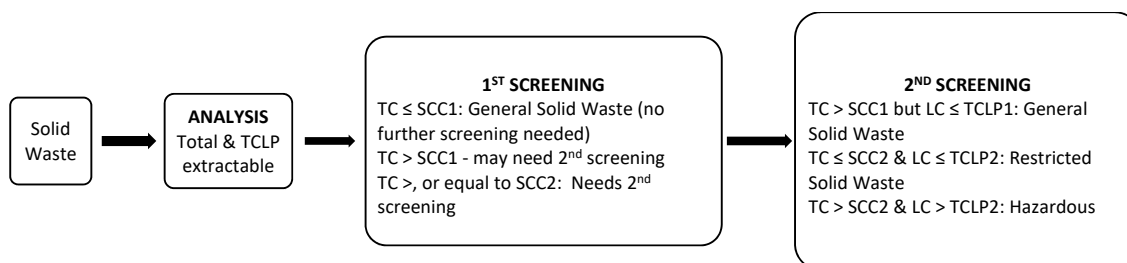 Solid
Waste
ANALYSIS
Total & TCLP
extractable
1ST SCREENING
TC ≤ SCC1: General Solid Waste (no
further screening needed)
TC > SCC1 - may need 2nd screening
TC >, or equal to SCC2: Needs 2nd
screening
2ND SCREENING
TC > SCC1 but LC ≤ TCLP1: General
Solid Waste
TC ≤ SCC2 & LC ≤ TCLP2: Restricted
Solid Waste
TC > SCC2 & LC > TCLP2: Hazardous